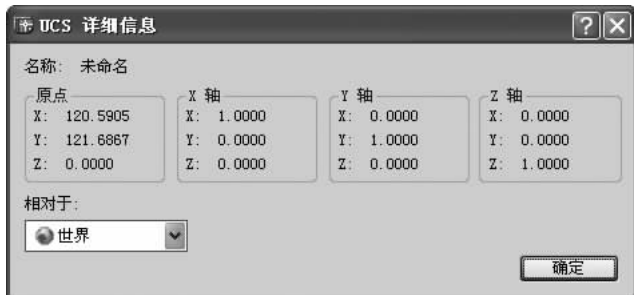 UCS 详细信息
名称: 未命名
原点
X: 120.5905
Y: 121.6867
Z: 0.0000
X 轴
X: 1.0000
Y: 0.0000
Z: 0.0000
Y 轴
X: 0.0000
Y: 1.0000
Z: 0.0000
Z 轴
X: 0.0000
Y: 0.0000
Z: 1.0000
相对于:
世界
确定